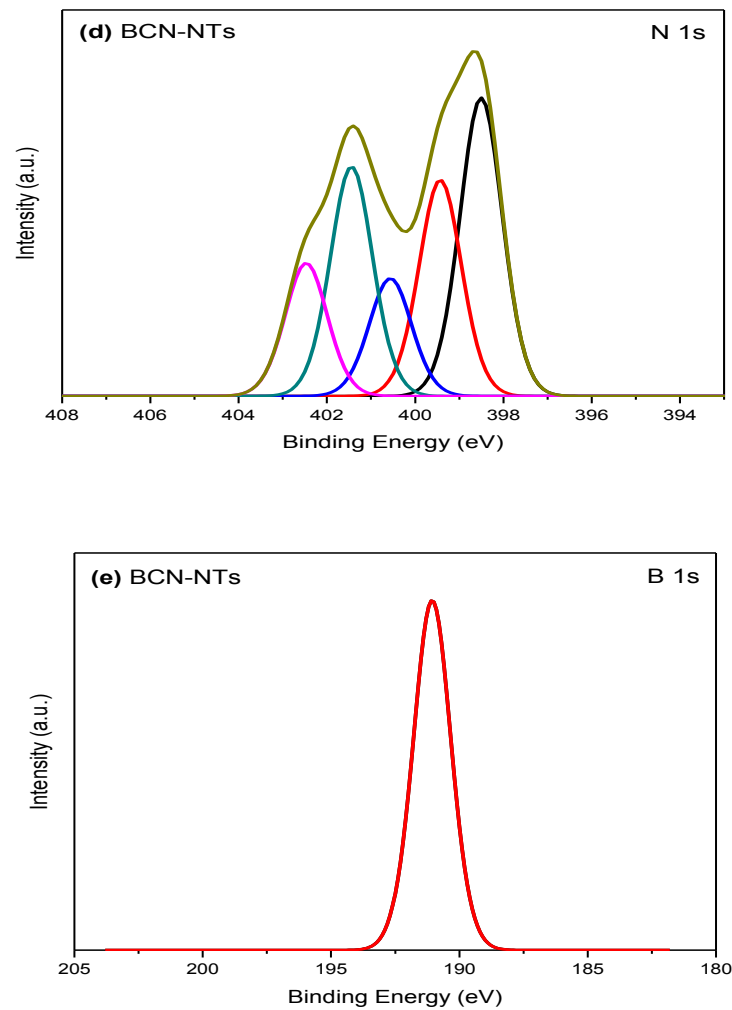 (d) BCN-NTs
N 1s
Intensity (a.u.)
408 406 404 402 400 398 396 394
Binding Energy (eV)
(e) BCN-NTs
B 1s
Intensity (a.u.)
205 200 195 190 185 180
Binding Energy (eV)